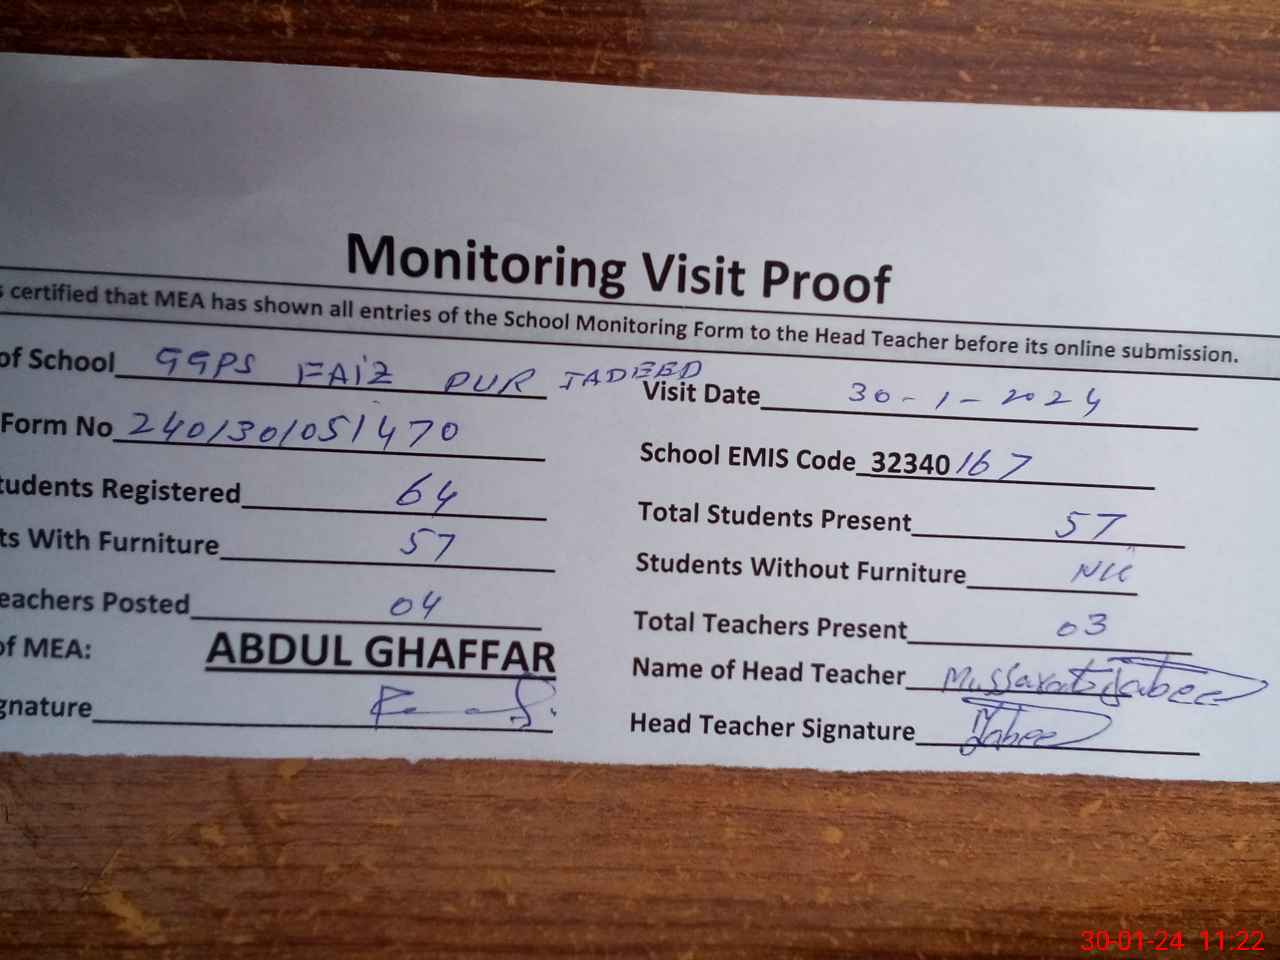 Monitoring Visit Proof
s certified that MEA has shown all entries of the School Monitoring Form to the Head Teacher before its online submission.
of School GGPS FAIZ PUR JADEED Visit Date 30-1-2024
Form No 2401301051470 School EMIS Code 32340167
tudents Registered 64 Total Students Present 57
ts With Furniture 57 Students Without Furniture Nil
eachers Posted 04 Total Teachers Present 03
of MEA: ABDUL GHAFFAR Name of Head Teacher Mussarat Jabeen
gnature Head Teacher Signature Jabeen
30-01-24 11:22